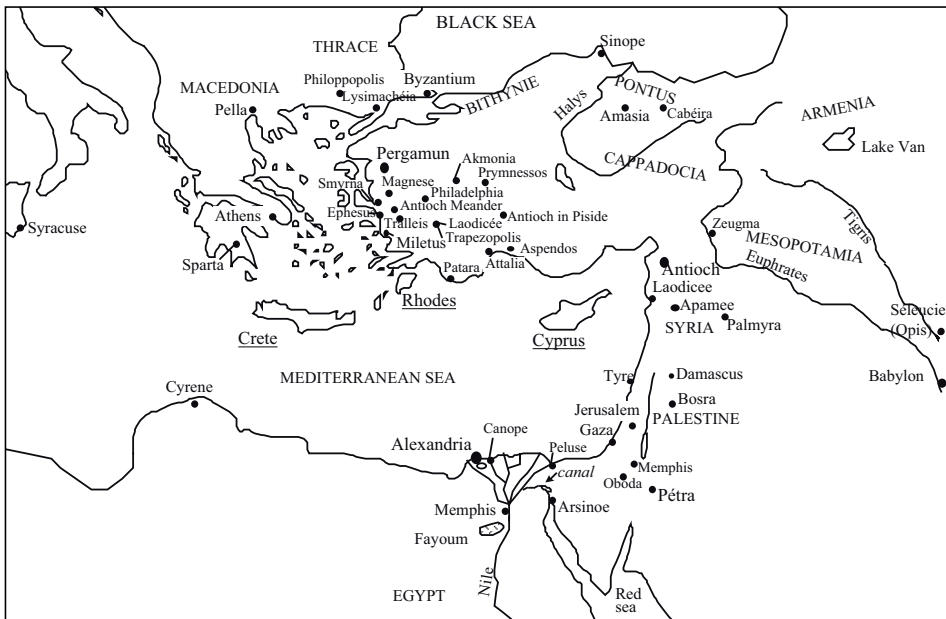 BLACK SEA
THRACE
Sinope
MACEDONIA
Philoppopolis
Byzantium
Lysimachéia
Pella
BITHYNIE
Halys
PONTUS
Amasia
Cabéira
ARMENIA
Lake Van
CAPPADOCIA
Pergamun
Akmonia
Prymnessos
Smyrna
Magnese
Philadelphia
Antioch Meander
Ephesus
Tralleis
Laodicée
Antioch in Piside
Miletus
Trapezopolis
Aspendos
Attalia
Patara
Athens
Sparta
Syracuse
Zeugma
MESOPOTAMIA
Tigris
Euphrates
Antioch
Laodicee
Apamee
SYRIA
Palmyra
Séleucie
(Opis)
Babylon
Rhodes
Crete
Cyprus
MEDITERRANEAN SEA
Cyrene
Tyre
Damascus
Bosra
Jerusalem
PALESTINE
Gaza
Alexandria
Canope
Peluse
canal
Memphis
Oboda
Pétra
Memphis
Arsinoe
Fayoum
EGYPT
Nile
Red
sea